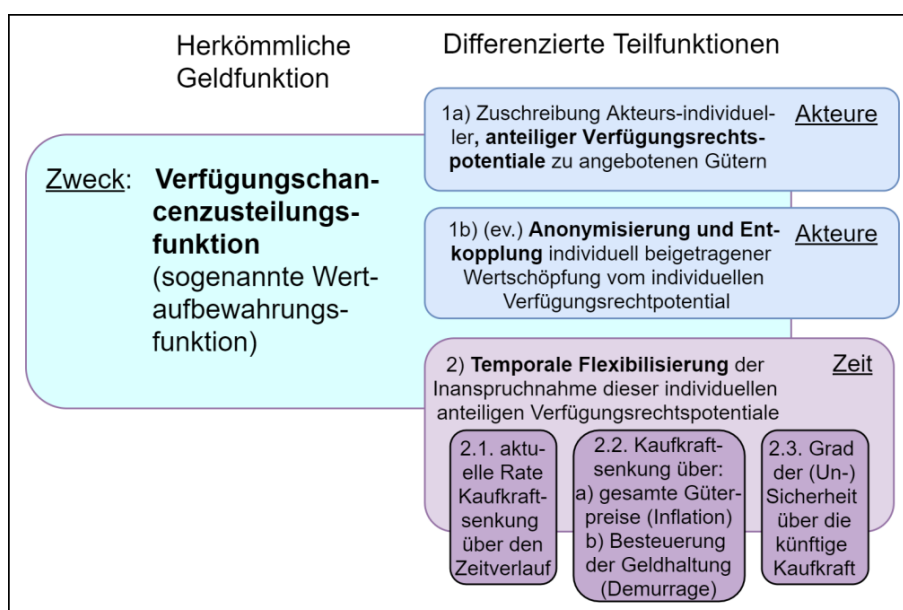 Herkömmliche
Geldfunktion
Differenzierte Teilfunktionen
Zweck: Verfügungschan-
cenzuteilungs-
funktion
(sogenannte Wert-
aufbewahrungs-
funktion)
1a) Zuschreibung Akteurs-individuel-
ler, anteiliger Verfügungsrechts-
potentiale zu angebotenen Gütern
Akteure
1b) (ev.) Anonymisierung und Ent-
kopplung individuell beigetragener
Wertschöpfung vom individuellen
Verfügungsrechtpotential
Akteure
2) Temporale Flexibilisierung der
Inanspruchnahme dieser individuellen
anteiligen Verfügungsrechtspotentiale
Zeit
2.1. aktu-
elle Rate
Kaufkraft-
senkung
über den
Zeitverlauf
2.2. Kaufkraft-
senkung über:
a) gesamte Güter-
preise (Inflation)
b) Besteuerung
der Geldhaltung
(Demurrage)
2.3. Grad
der (Un-)
Sicherheit
über die
künftige
Kaufkraft